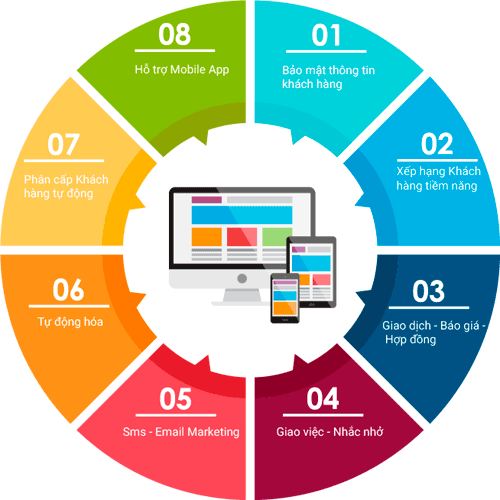 01
Bảo mật thông tin
khách hàng
02
Xếp hạng Khách
hàng tiềm năng
03
Giao dịch - Báo giá -
Hợp đồng
04
Giao việc - Nhắc nhở
05
Sms - Email Marketing
06
Tự động hóa
07
Phân cấp Khách
hàng tự động
08
Hỗ trợ Mobile App